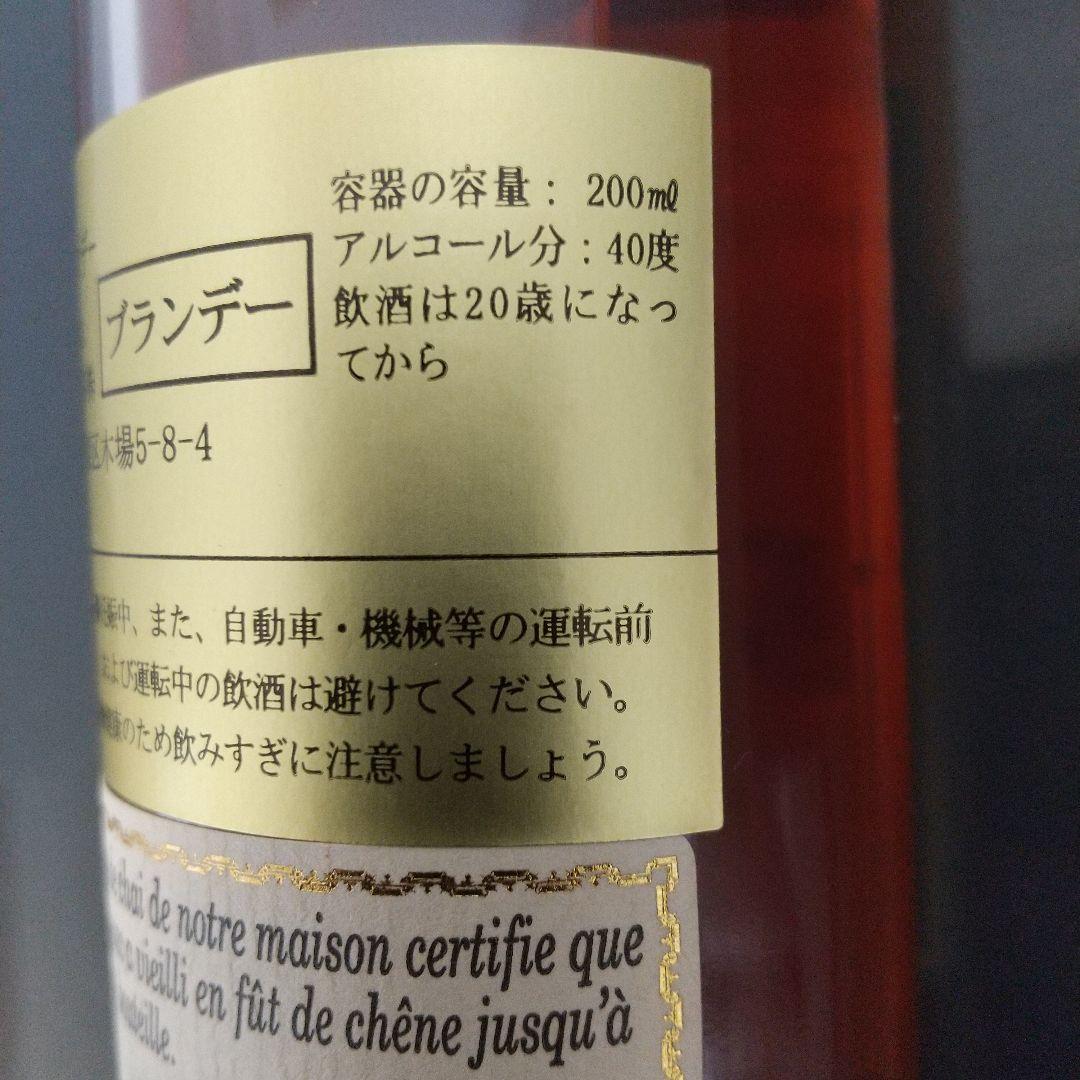 容器の容量： 200㎖
アルコール分：40度
飲酒は20歳になっ
てから
ブランデー
区木場5-8-4
中、また、自動車・機械等の運転前
および運転中の飲酒は避けてください。
健康のため飲みすぎに注意しましょう。
chai de notre maison certifie que
a vieilli en fût de chêne jusqu'à